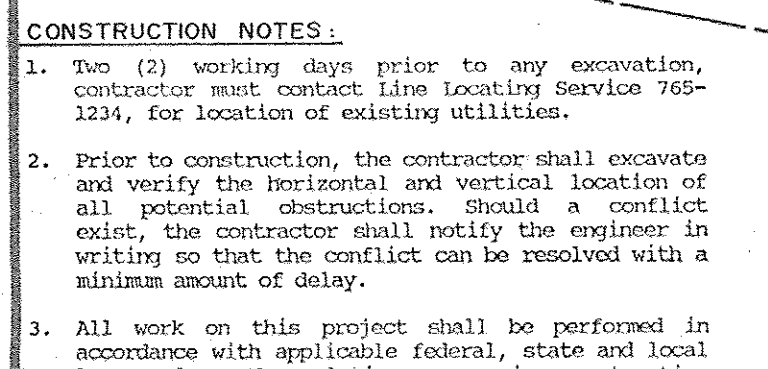 CONSTRUCTION NOTES:
1. Two (2) working days prior to any excavation,
contractor must contact Line Locating Service 765-
1234, for location of existing utilities.
2. Prior to construction, the contractor shall excavate
and verify the horizontal and vertical location of
all potential obstructions. Should a conflict
exist, the contractor shall notify the engineer in
writing so that the conflict can be resolved with a
minimum amount of delay.
3. All work on this project shall be performed in
accordance with applicable federal, state and local